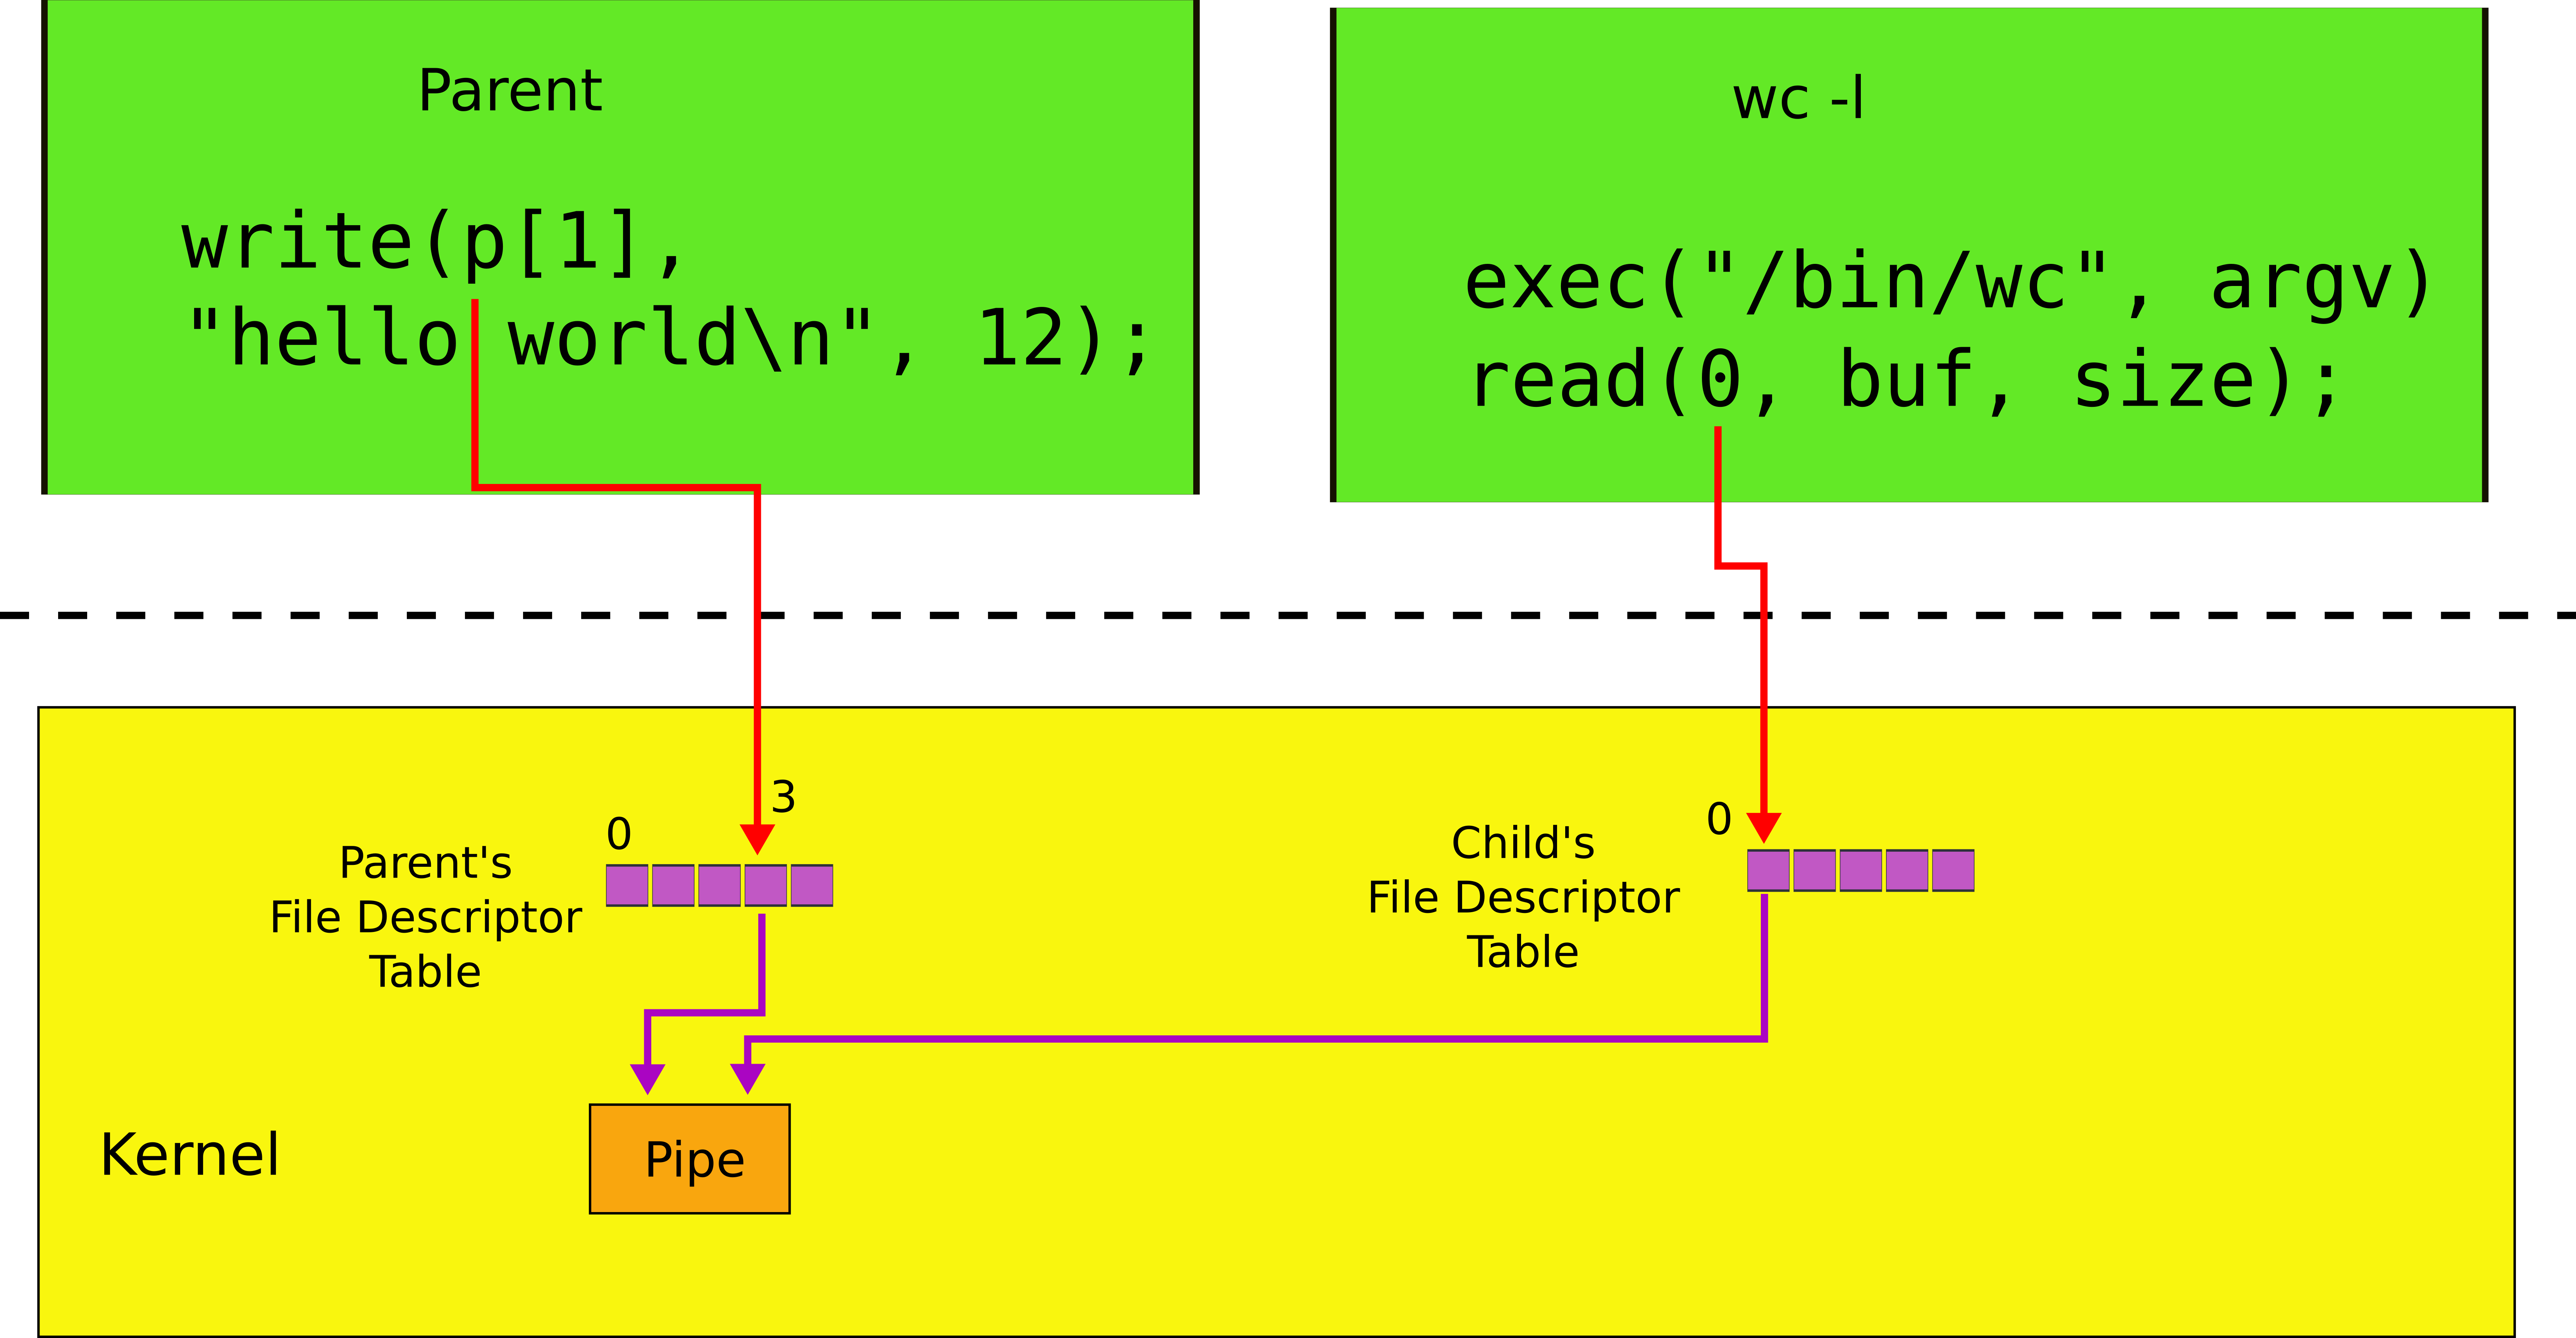 Parent
write(p[1],
"hello world\n", 12);
wc -l
exec("/bin/wc", argv)
read(0, buf, size);
0
3
Parent's
File Descriptor
Table
0
Child's
File Descriptor
Table
Kernel
Pipe